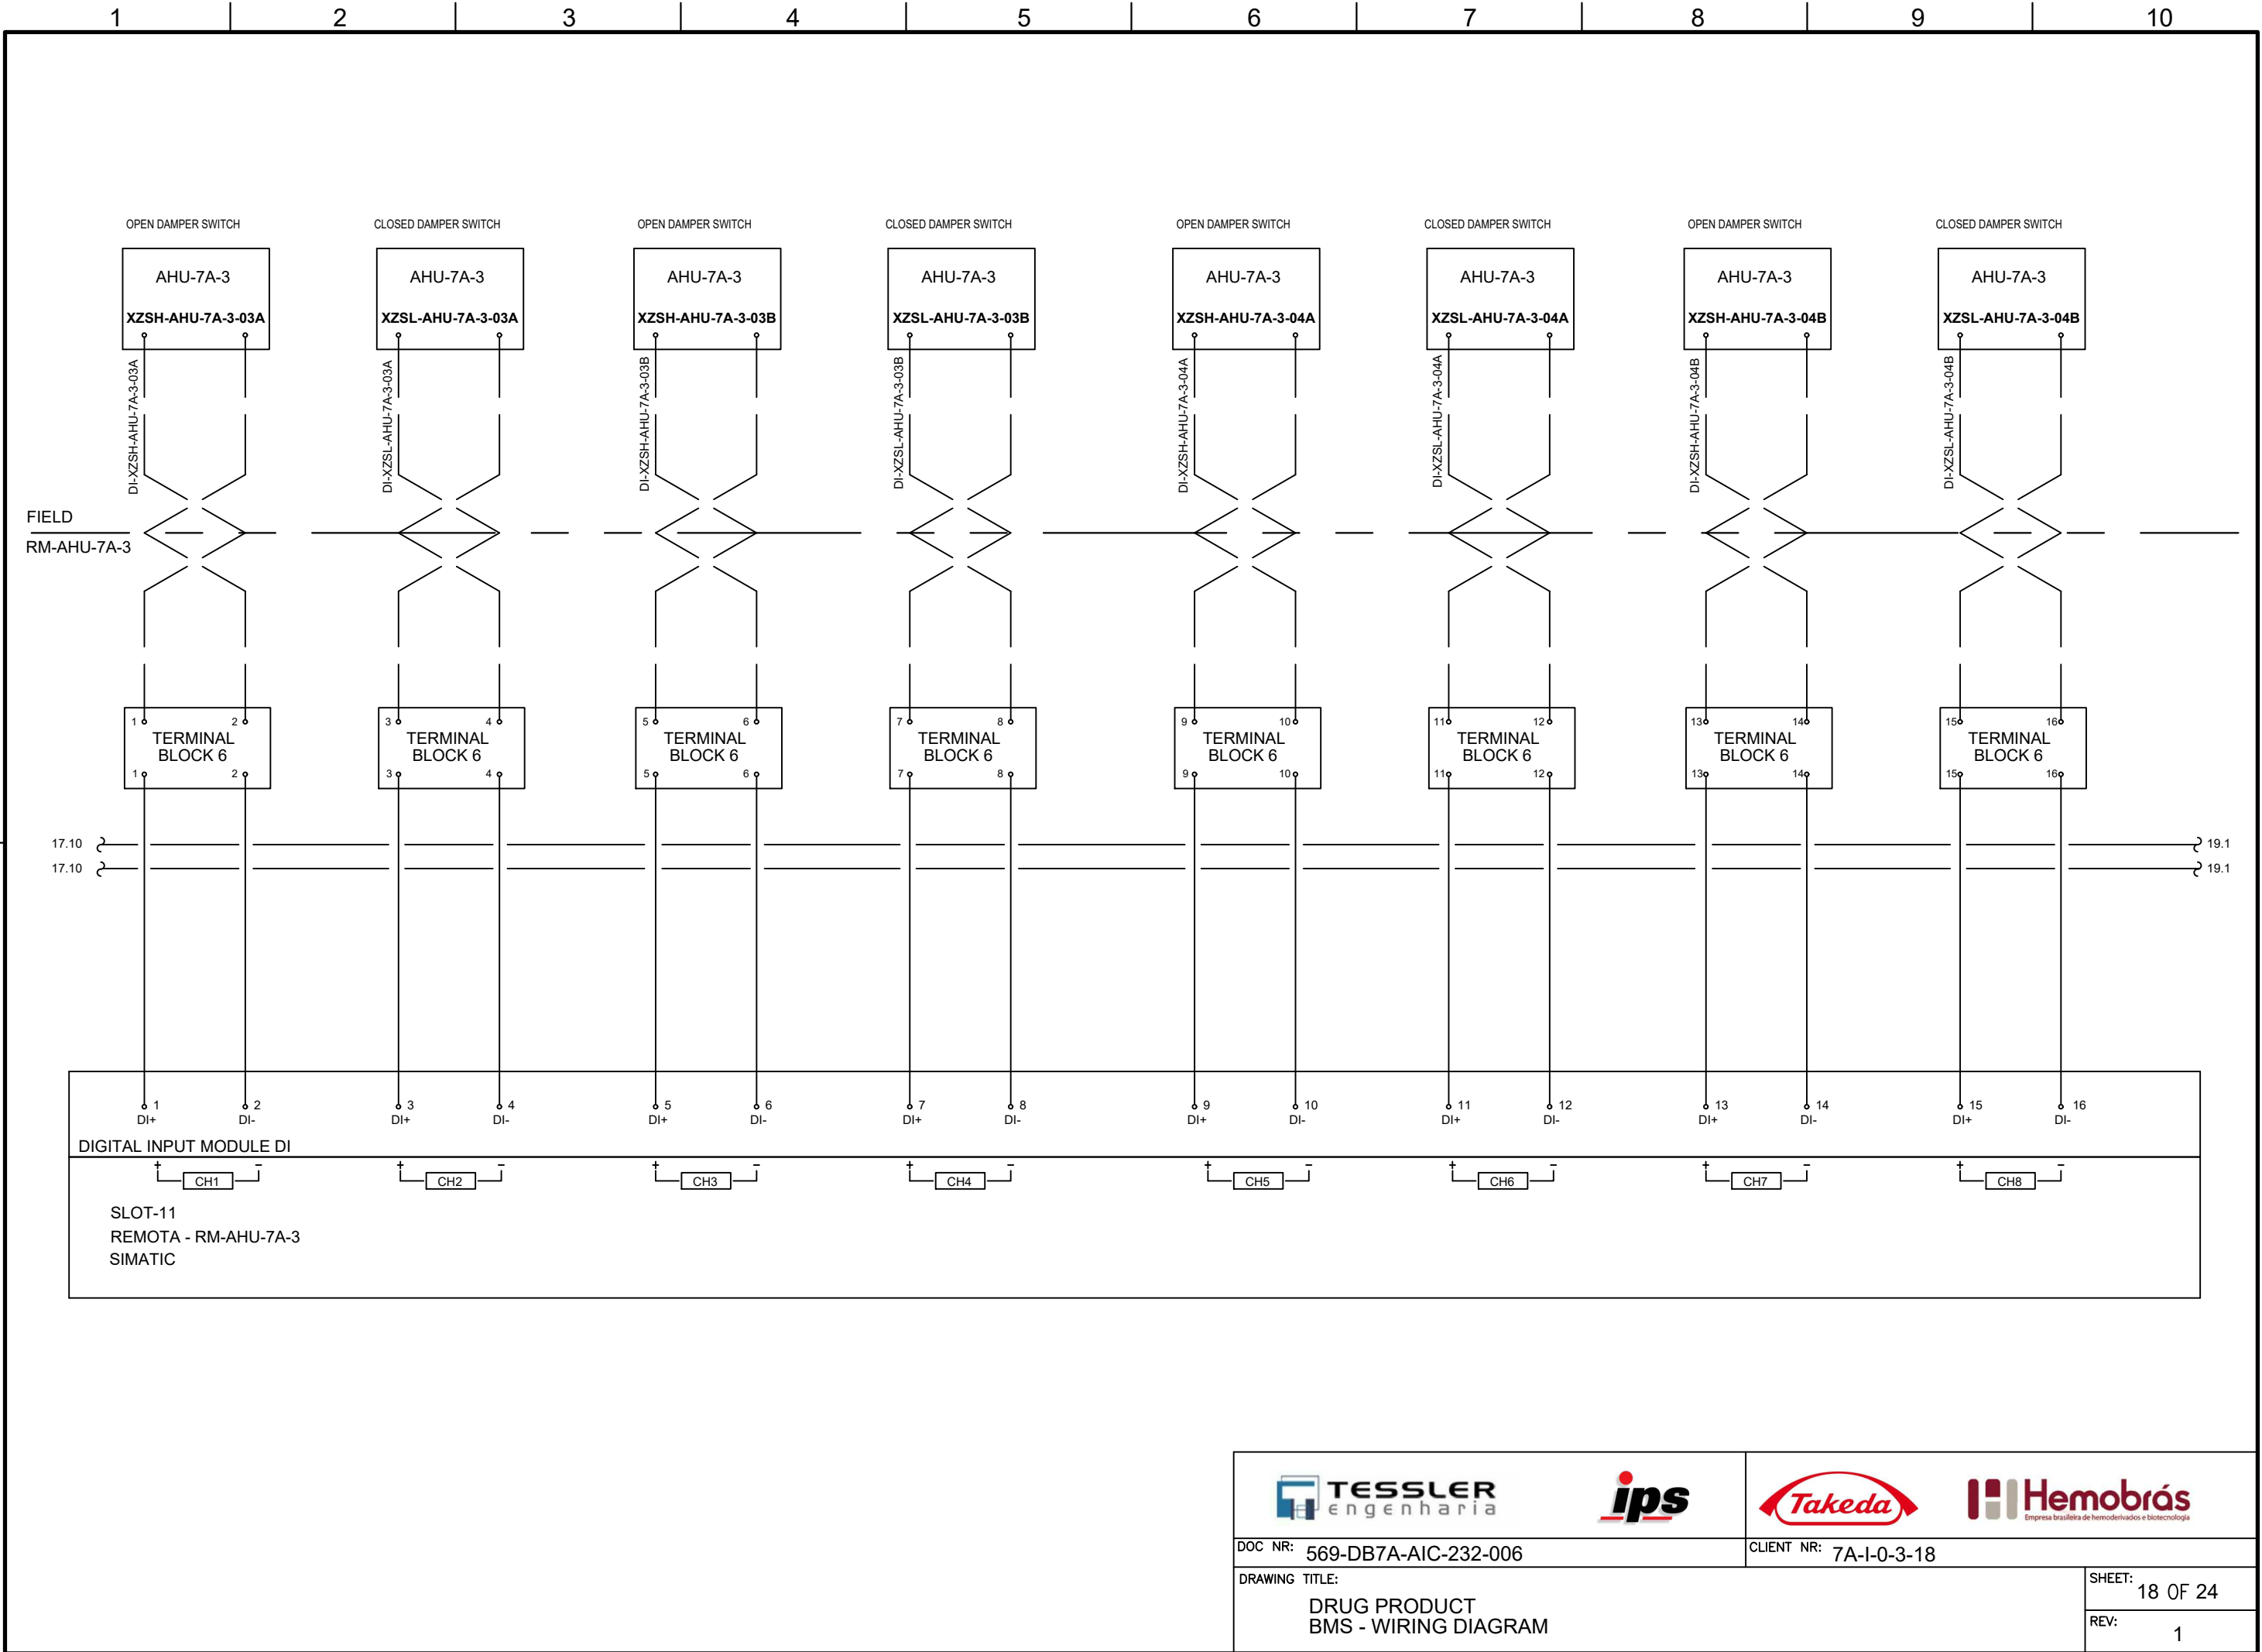 1 2 3 4 5 6 7 8 9 10
OPEN DAMPER SWITCH CLOSED DAMPER SWITCH OPEN DAMPER SWITCH CLOSED DAMPER SWITCH OPEN DAMPER SWITCH CLOSED DAMPER SWITCH OPEN DAMPER SWITCH CLOSED DAMPER SWITCH
AHU-7A-3 AHU-7A-3 AHU-7A-3 AHU-7A-3 AHU-7A-3 AHU-7A-3 AHU-7A-3 AHU-7A-3
XZSH-AHU-7A-3-03A XZSL-AHU-7A-3-03A XZSH-AHU-7A-3-03B XZSL-AHU-7A-3-03B XZSH-AHU-7A-3-04A XZSL-AHU-7A-3-04A XZSH-AHU-7A-3-04B XZSL-AHU-7A-3-04B
DI-XZSH-AHU-7A-3-03A
DI-XZSL-AHU-7A-3-03A
DI-XZSH-AHU-7A-3-03B
DI-XZSL-AHU-7A-3-03B
DI-XZSH-AHU-7A-3-04A
DI-XZSL-AHU-7A-3-04A
DI-XZSH-AHU-7A-3-04B
DI-XZSL-AHU-7A-3-04B
FIELD
RM-AHU-7A-3
1 2 3 4 5 6 7 8 9 10 11 12 13 14 15 16
TERMINAL TERMINAL TERMINAL TERMINAL TERMINAL TERMINAL TERMINAL TERMINAL
BLOCK 6 BLOCK 6 BLOCK 6 BLOCK 6 BLOCK 6 BLOCK 6 BLOCK 6 BLOCK 6
1 2 3 4 5 6 7 8 9 10 11 12 13 14 15 16
17.10 19.1
17.10 19.1
1 2 3 4 5 6 7 8 9 10 11 12 13 14 15 16
DI+ DI- DI+ DI- DI+ DI- DI+ DI- DI+ DI- DI+ DI- DI+ DI- DI+ DI-
DIGITAL INPUT MODULE DI
+ - + - + - + - + - + - + - + -
CH1 CH2 CH3 CH4 CH5 CH6 CH7 CH8
SLOT-11
REMOTA - RM-AHU-7A-3
SIMATIC
TESSLER
engenharia
ips
Takeda
Hemobrás
Empresa brasileira de hemoderivados e biotecnologia
DOC NR: 569-DB7A-AIC-232-006
CLIENT NR: 7A-I-0-3-18
DRAWING TITLE:
DRUG PRODUCT
BMS - WIRING DIAGRAM
SHEET:
18 OF 24
REV:
1